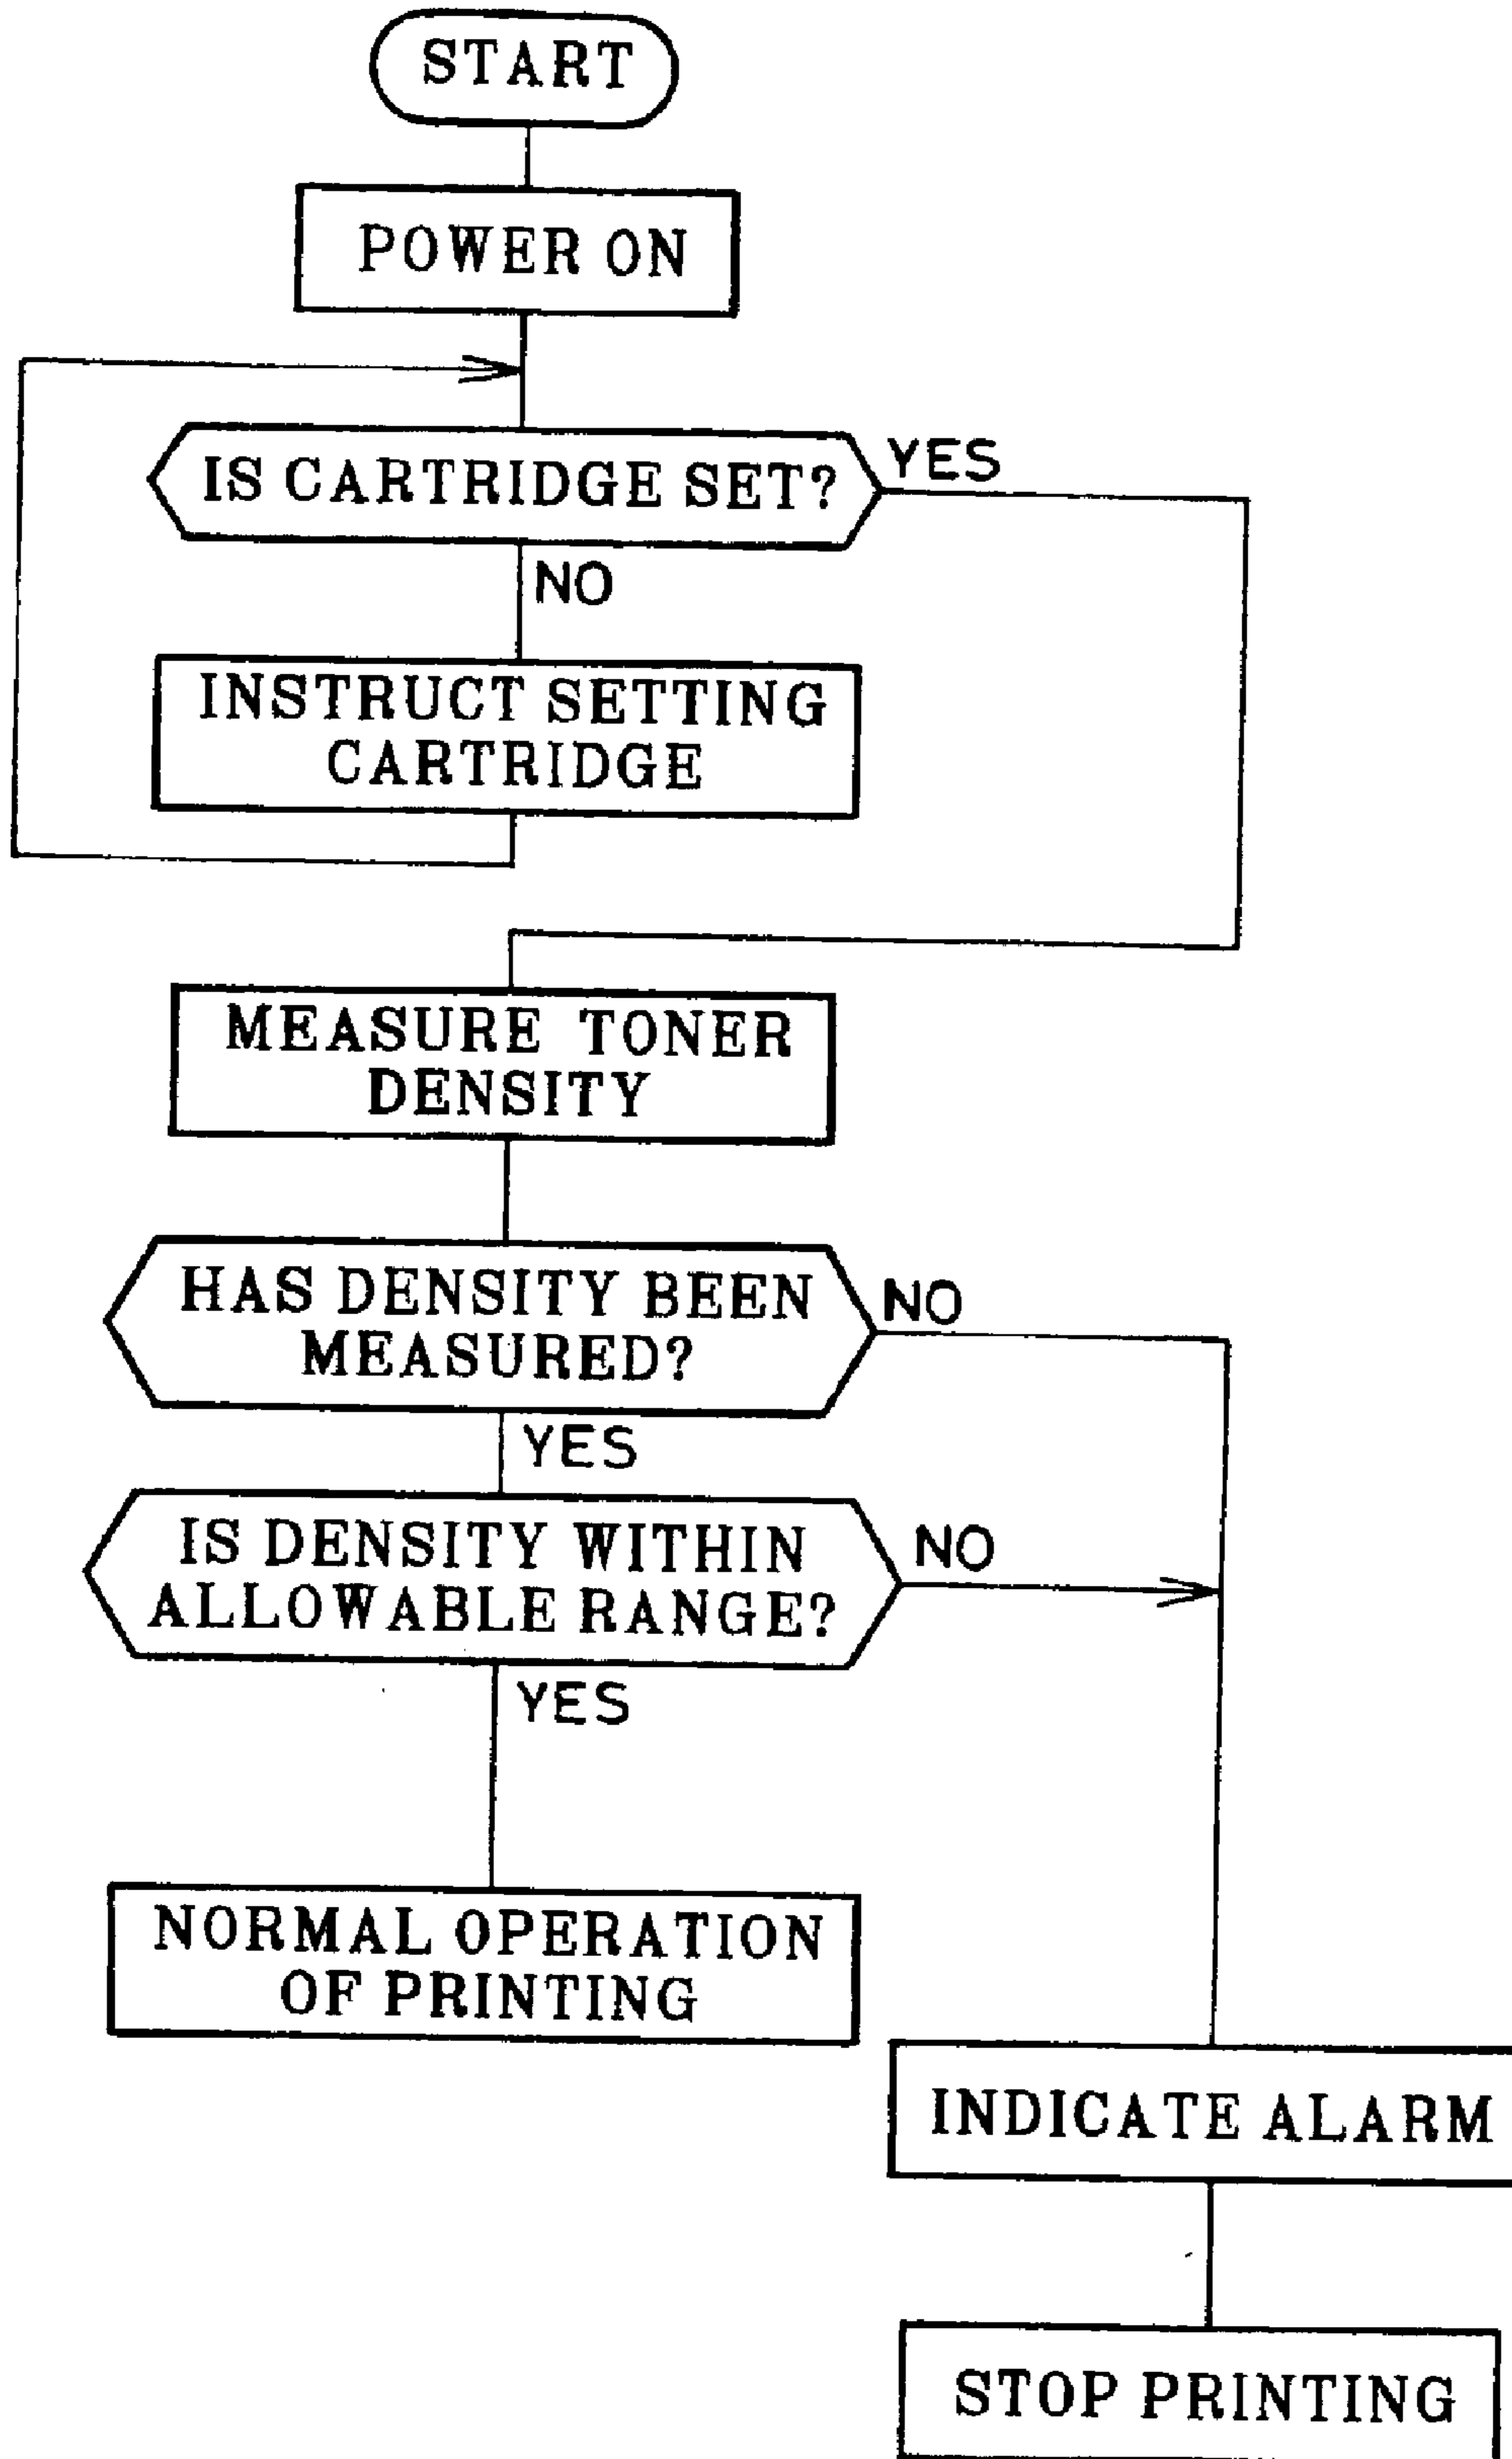 START
POWER ON
IS CARTRIDGE SET?
YES
NO
INSTRUCT SETTING
CARTRIDGE
MEASURE TONER
DENSITY
HAS DENSITY BEEN
MEASURED?
NO
YES
IS DENSITY WITHIN
ALLOWABLE RANGE?
NO
YES
NORMAL OPERATION
OF PRINTING
INDICATE ALARM
STOP PRINTING